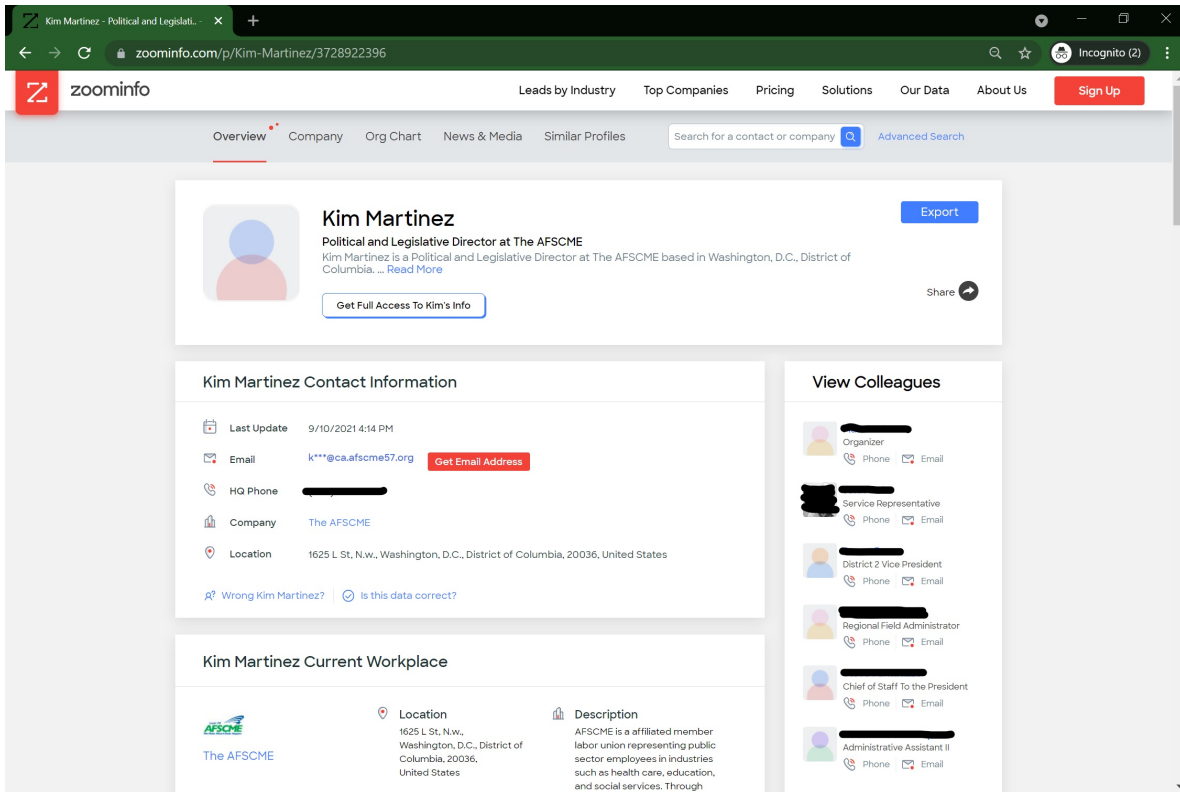 Kim Martinez - Political and Legislati.. -
zoominfo.com/p/Kim-Martinez/3728922396
Incognito (2)
zoominfo
Leads by Industry Top Companies Pricing Solutions Our Data About Us Sign Up
Overview Company Org Chart News & Media Similar Profiles Search for a contact or company Advanced Search
Kim Martinez
Export
Political and Legislative Director at The AFSCME
Kim Martinez is a Political and Legislative Director at The AFSCME based in Washington, D.C., District of
Columbia. ... Read More
Share
Get Full Access To Kim's Info
Kim Martinez Contact Information
Last Update 9/10/2021 4:14 PM
Email k***@ca.afscme57.org Get Email Address
HQ Phone
Company The AFSCME
Location 1625 L St, N.w., Washington, D.C., District of Columbia, 20036, United States
Wrong Kim Martinez? Is this data correct?
Kim Martinez Current Workplace
AFSCME
The AFSCME
Location
1625 L St, N.w.,
Washington, D.C., District of
Columbia, 20036,
United States
Description
AFSCME is a affiliated member
labor union representing public
sector employees in industries
such as health care, education,
and social services. Through
View Colleagues
Organizer
Phone Email
Service Representative
Phone Email
District 2 Vice President
Phone Email
Regional Field Administrator
Phone Email
Chief of Staff To the President
Phone Email
Administrative Assistant II
Phone Email